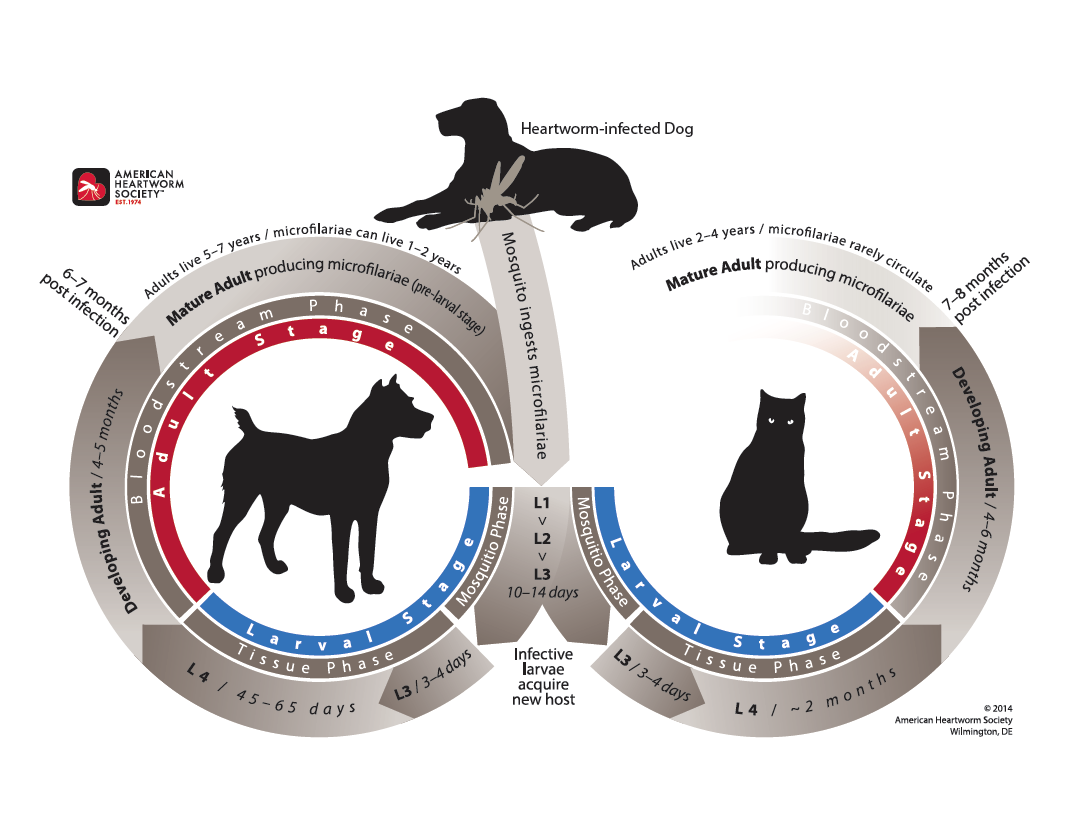 Heartworm-infected Dog
AMERICAN
HEARTWORM
SOCIETY™
EST. 1974
Mosquito ingests microfilariae
Adults live 5–7 years / microfilariae can live 1–2 years
Mature Adult producing microfilariae (pre-larval stage)
6–7 months
post infection
Bloodstream Phase
Adult Stage
Developing Adult / 4–5 months
Larval Stage
Tissue Phase
Mosquitio Phase
L3 / 3–4 days
L4 / 45–65 days
L1
>
L2
>
L3
10–14 days
Infective
larvae
acquire
new host
Adults live 2–4 years / microfilariae rarely circulate
Mature Adult producing microfilariae
7–8 months
post infection
Bloodstream Phase
Adult Stage
Developing Adult / 4–6 months
Mosquitio Phase
Larval Stage
Tissue Phase
L3 / 3–4 days
L4 / ~2 months
© 2014
American Heartworm Society
Wilmington, DE